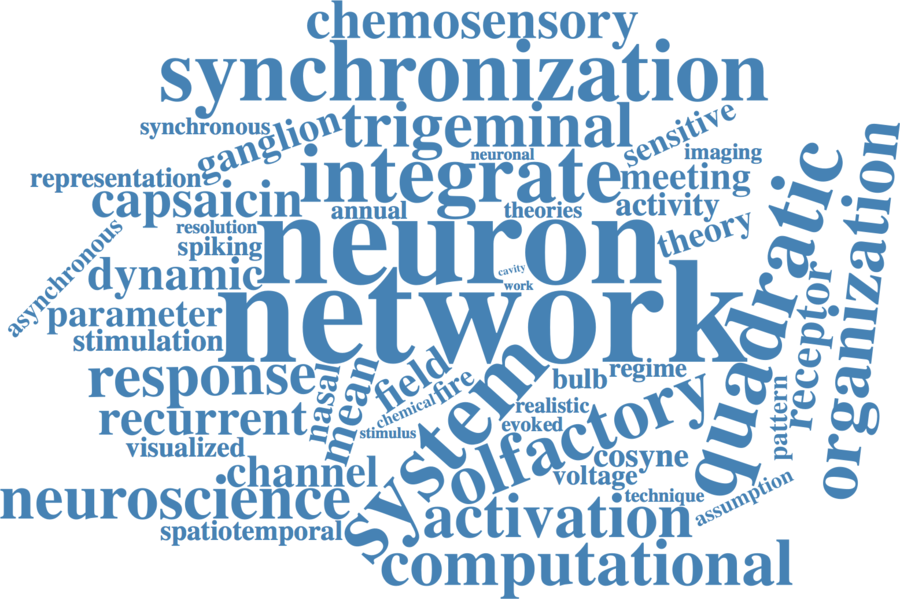 chemosensory
synchronization
synchronous
ganglion
trigeminal
sensitive
neuronal
imaging
representation
integrate
meeting
organization
capsaicin
annual
theories
activity
quadratic
asynchronous
resolution
spiking
neuron
theory
dynamic
cavity
work
receptor
parameter
network
stimulation
response
nasal
mean
field
fire
system
bulb
regime
recurrent
chemical
stimulus
realistic
evoked
olfactory
pattern
visualized
channel
cosyne
voltage
neuroscience
technique
assumption
spatiotemporal
activation
computational